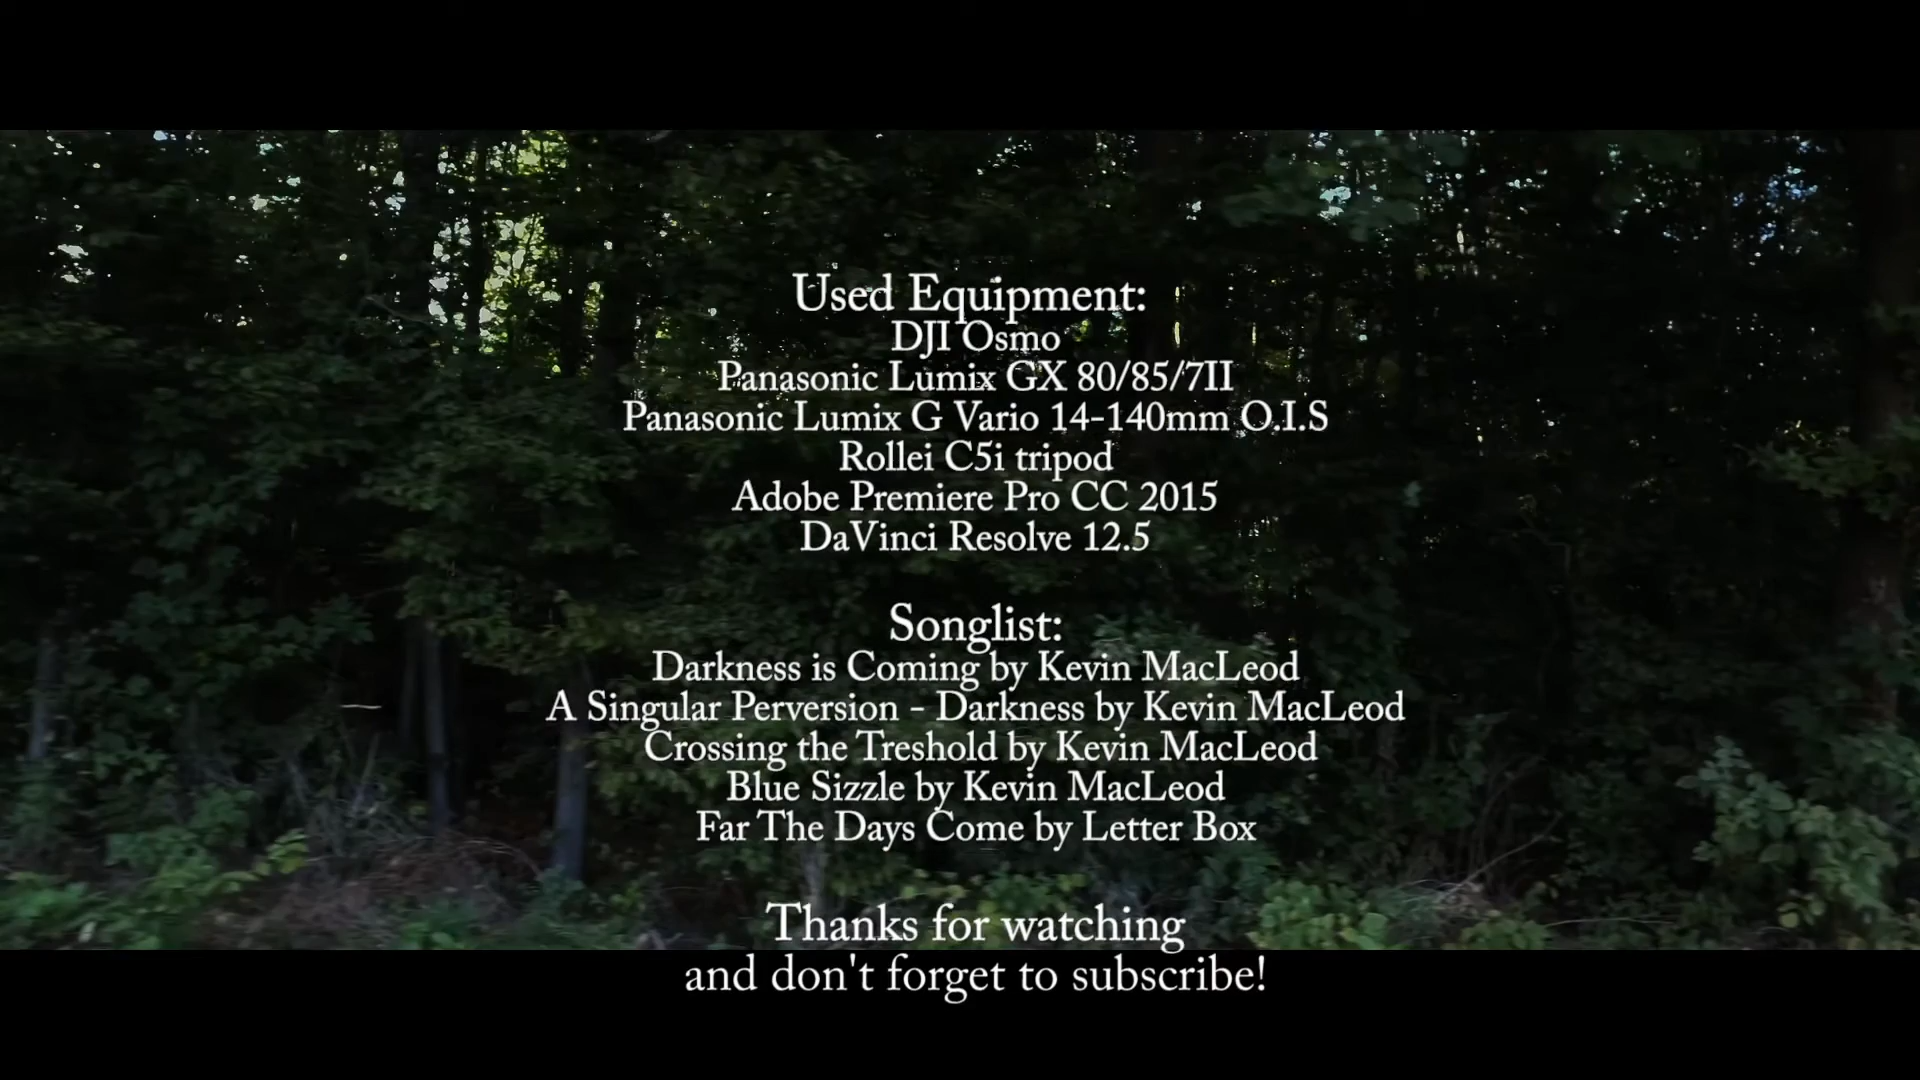 Used Equipment:
DJI Osmo
Panasonic Lumix GX 80/85/7II
Panasonic Lumix G Vario 14-140mm O.I.S
Rollei C5i tripod
Adobe Premiere Pro CC 2015
DaVinci Resolve 12.5
Songlist:
Darkness is Coming by Kevin MacLeod
A Singular Perversion - Darkness by Kevin MacLeod
Crossing the Treshold by Kevin MacLeod
Blue Sizzle by Kevin MacLeod
Far The Days Come by Letter Box
Thanks for watching
and don't forget to subscribe!